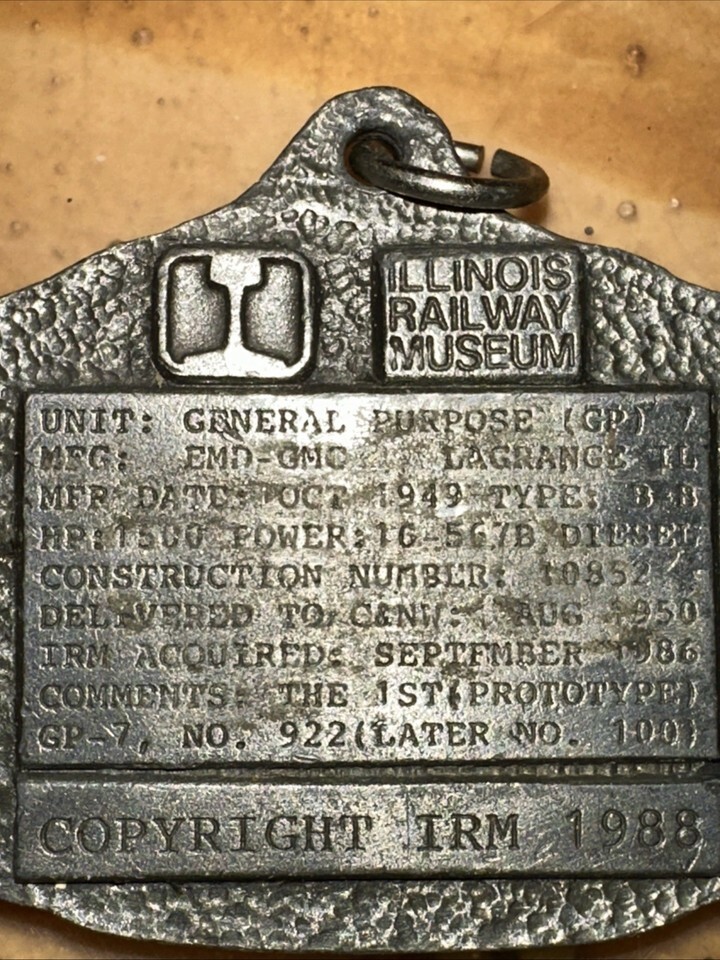 ILLINOIS
RAILWAY
MUSEUM
UNIT: GENERAL PURPOSE (GP) 7
MFG: EMD-GMC LAGRANGE IL
MFR DATE: OCT 1949 TYPE: B-B
HP:1500 POWER:16-567B DIESEL
CONSTRUCTION NUMBER: 10852
DELIVERED TO C&NW: AUG 1950
IRM ACQUIRED: SEPTEMBER 1986
COMMENTS: THE 1ST(PROTOTYPE)
GP-7, NO. 922(LATER NO. 100)
COPYRIGHT IRM 1988